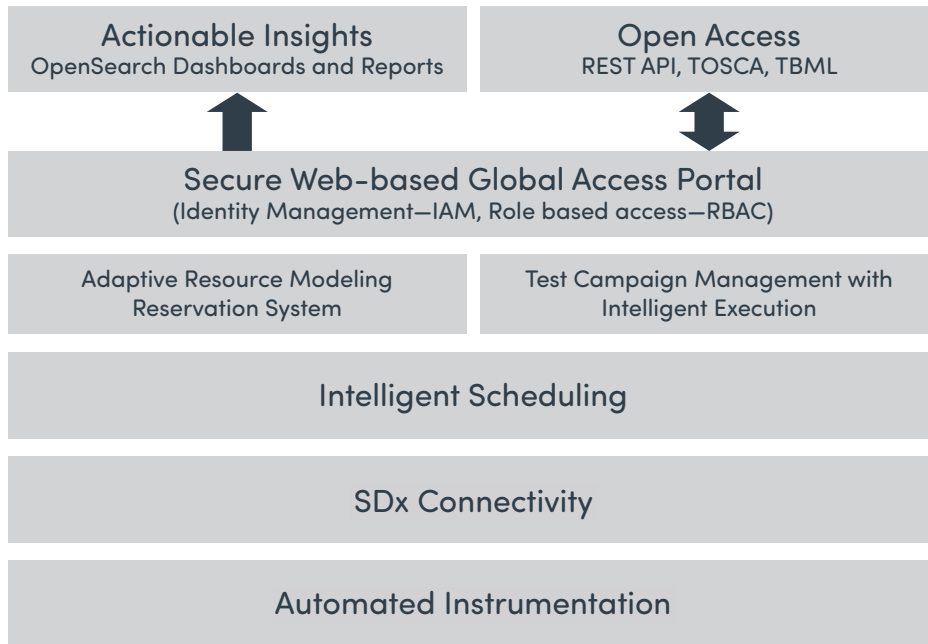 Actionable Insights
OpenSearch Dashboards and Reports
Open Access
REST API, TOSCA, TBML
Secure Web-based Global Access Portal
(Identity Management—IAM, Role based access—RBAC)
Adaptive Resource Modeling
Reservation System
Test Campaign Management with
Intelligent Execution
Intelligent Scheduling
SDx Connectivity
Automated Instrumentation